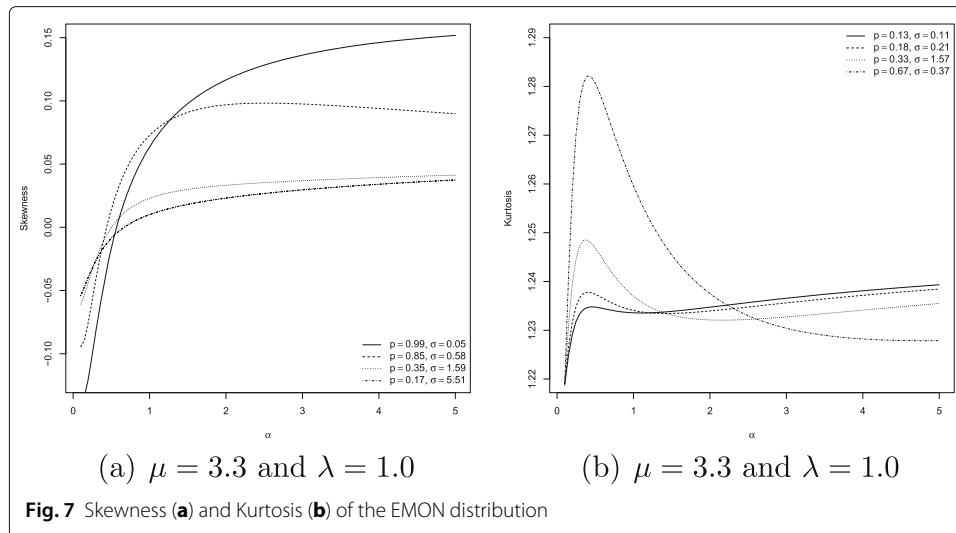 0.15
0.10
0.05
0.00
−0.05
−0.10
Skewness
p = 0.99, σ = 0.05
p = 0.85, σ = 0.58
p = 0.35, σ = 1.59
p = 0.17, σ = 5.51
0 1 2 3 4 5
α
(a) μ = 3.3 and λ = 1.0
1.29
1.28
1.27
1.26
1.25
1.24
1.23
1.22
Kurtosis
p = 0.13, σ = 0.11
p = 0.18, σ = 0.21
p = 0.33, σ = 1.57
p = 0.67, σ = 0.37
0 1 2 3 4 5
α
(b) μ = 3.3 and λ = 1.0
Fig. 7 Skewness (a) and Kurtosis (b) of the EMON distribution